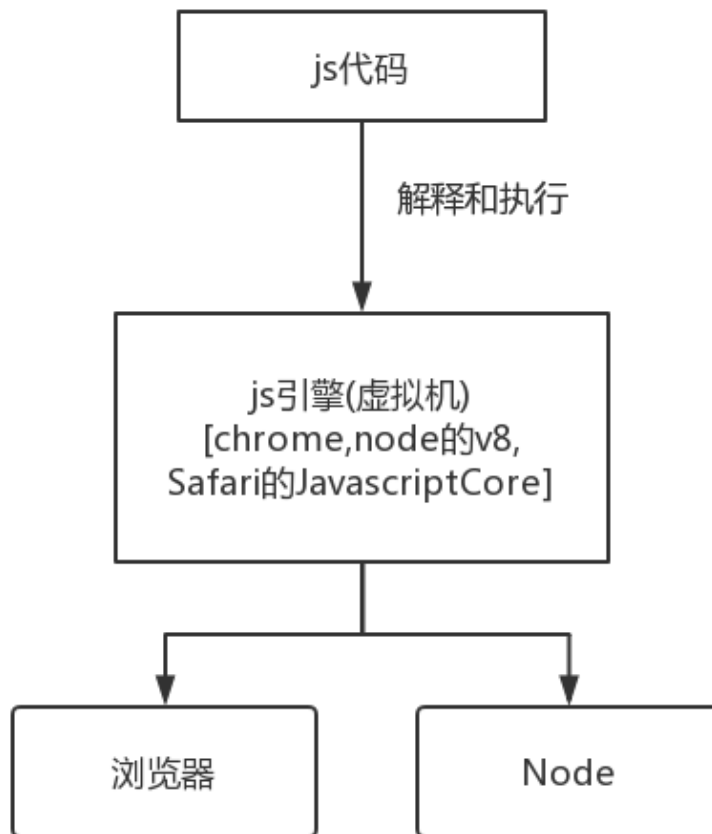 js代码
解释和执行
js引擎(虚拟机)
[chrome,node的v8,
Safari的JavascriptCore]
浏览器
Node